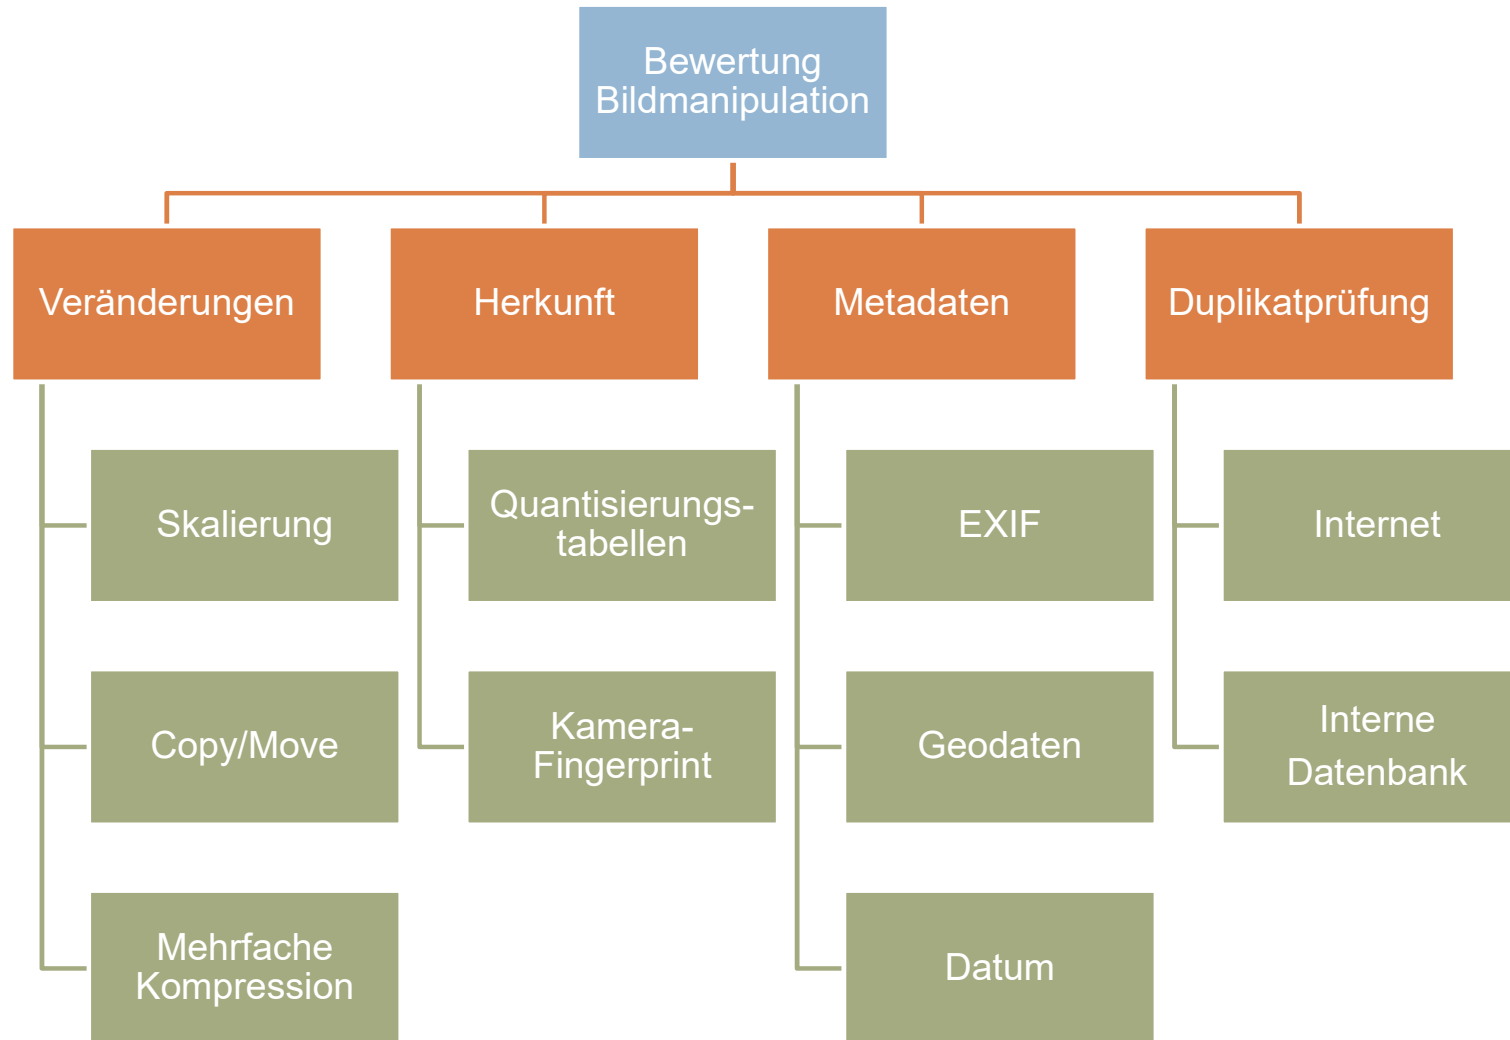 Bewertung
Bildmanipulation
Veränderungen
Herkunft
Metadaten
Duplikatprüfung
Skalierung
Quantisierungs-
tabellen
EXIF
Internet
Copy/Move
Kamera-
Fingerprint
Geodaten
Interne
Datenbank
Mehrfache
Kompression
Datum